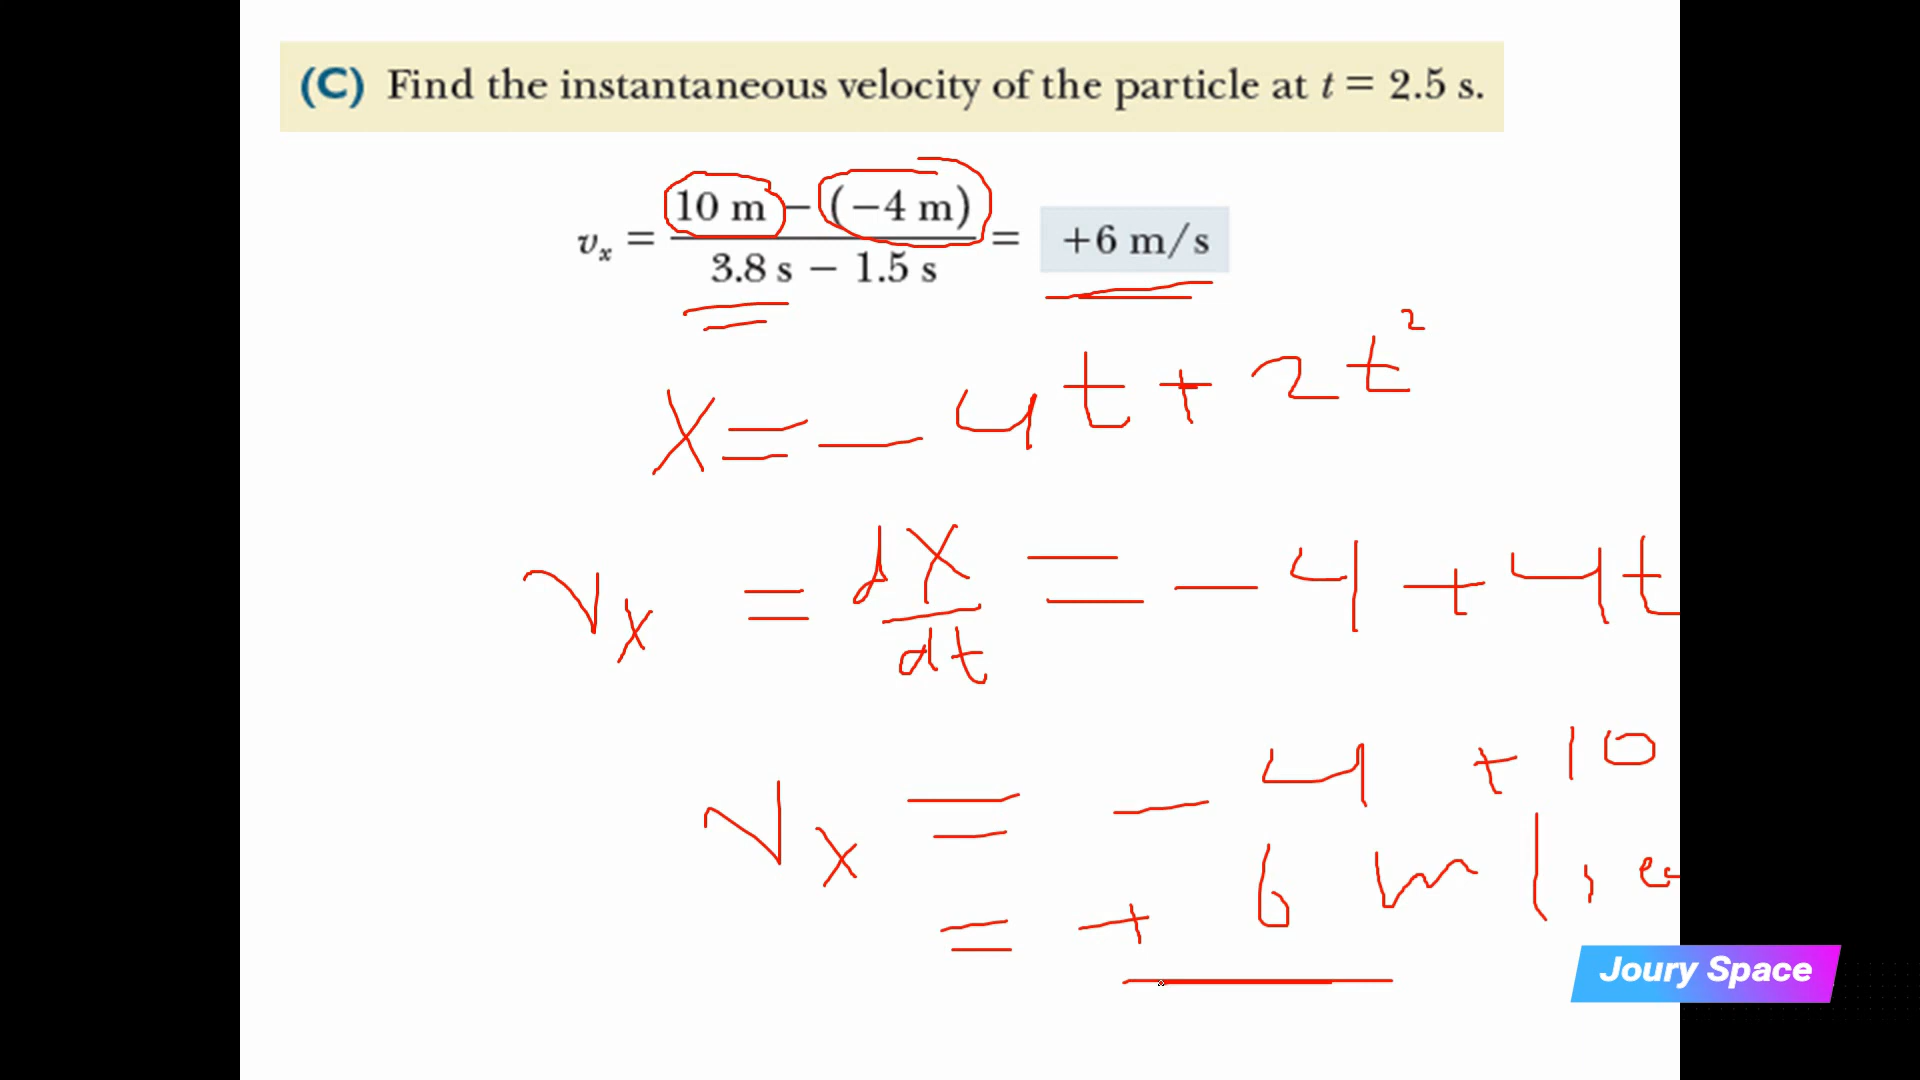 (C) Find the instantaneous velocity of the particle at t = 2.5 s.
vₓ = (10 m − (−4 m)) / (3.8 s − 1.5 s) = +6 m/s
X = − 4t + 2t²
Vₓ = dX/dt = − 4 + 4t
Vₓ = − 4 + 10
= + 6 m/
Joury Space